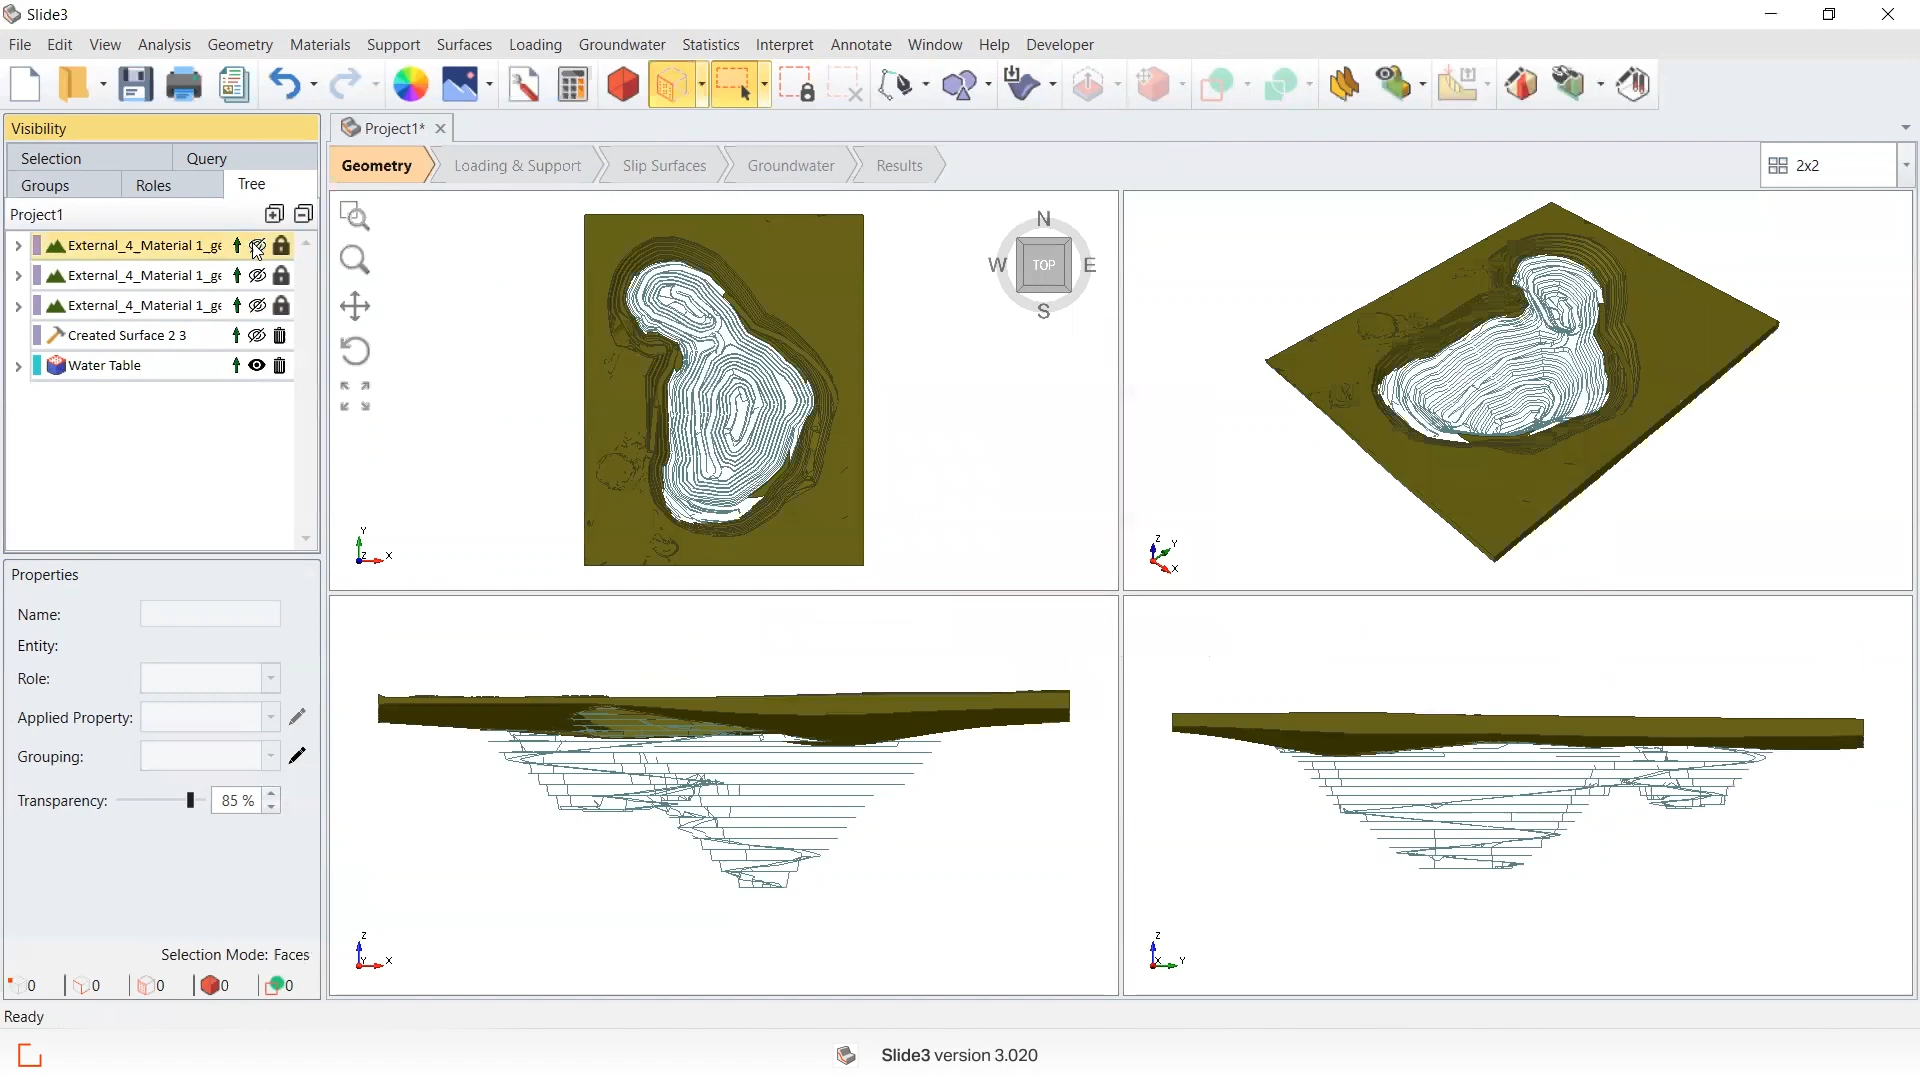 Slide3
File Edit View Analysis Geometry Materials Support Surfaces Loading Groundwater Statistics Interpret Annotate Window Help Developer
Visibility
Project1*
Selection Query
Groups Roles Tree
Geometry Loading & Support Slip Surfaces Groundwater Results
2x2
Project1
External_4_Material 1_ge
External_4_Material 1_ge
External_4_Material 1_ge
Created Surface 2 3
Water Table
N
W TOP E
S
Y
Z X
Z
Y
X
Properties
Name:
Entity:
Role:
Applied Property:
Grouping:
Transparency: 85 %
Z
Y X
Z
X Y
Selection Mode: Faces
0 0 0 0 0
Ready
Slide3 version 3.020